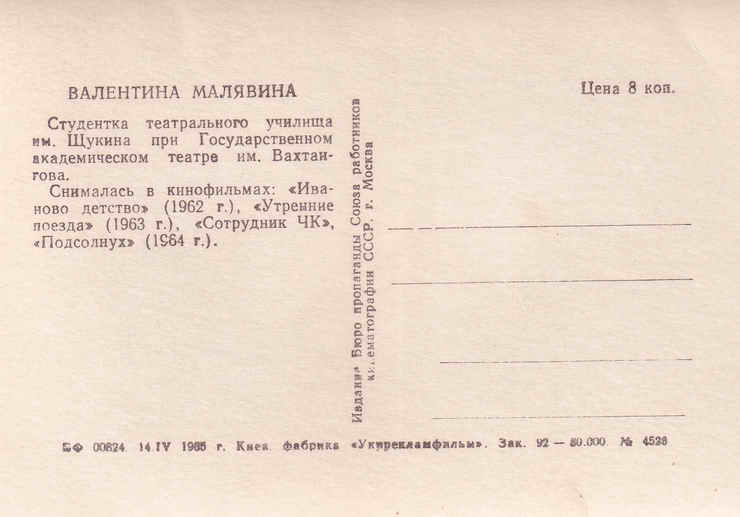 ВАЛЕНТИНА МАЛЯВИНА
Студентка театрального училища
им. Щукина при Государственном
академическом театре им. Вахтан-
гова.
Снималась в кинофильмах: «Ива-
ново детство» (1962 г.), «Утренние
поезда» (1963 г.), «Сотрудник ЧК»,
«Подсолнух» (1964 г.).
Издание Бюро пропаганды Союза работников
кинематографии СССР. г. Москва
Цена 8 коп.
БФ 00824 14 IV 1965 г. Киев фабрика «Укррекламфильм». Зак. 92 — 80.000 № 4528